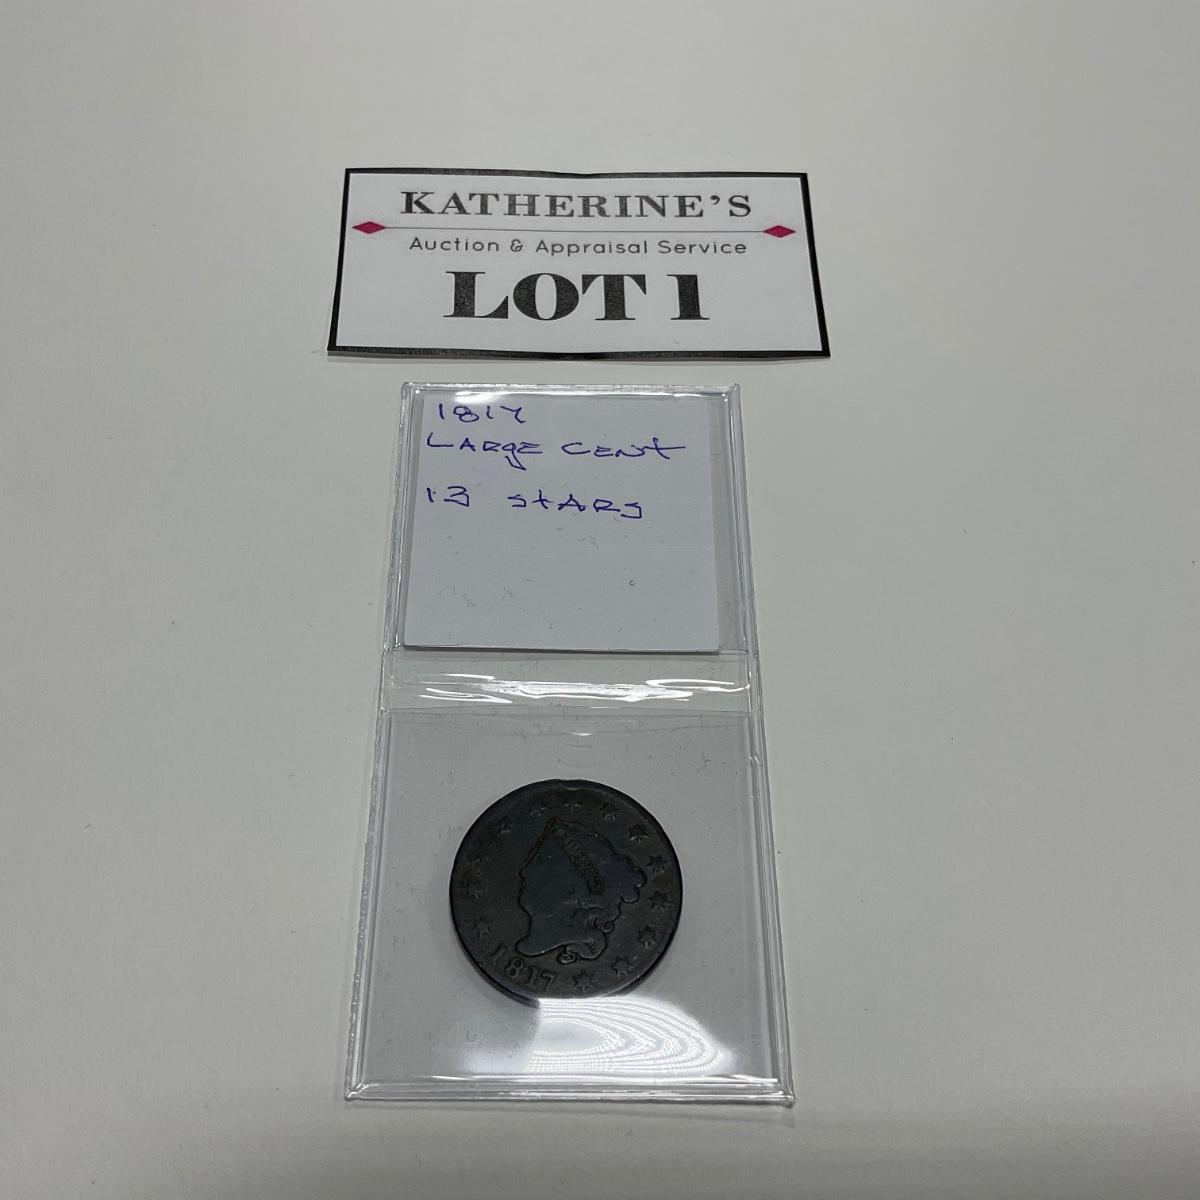 KATHERINE'S
Auction & Appraisal Service
LOT 1
1817
LARGE CENT
13 STARS
1817